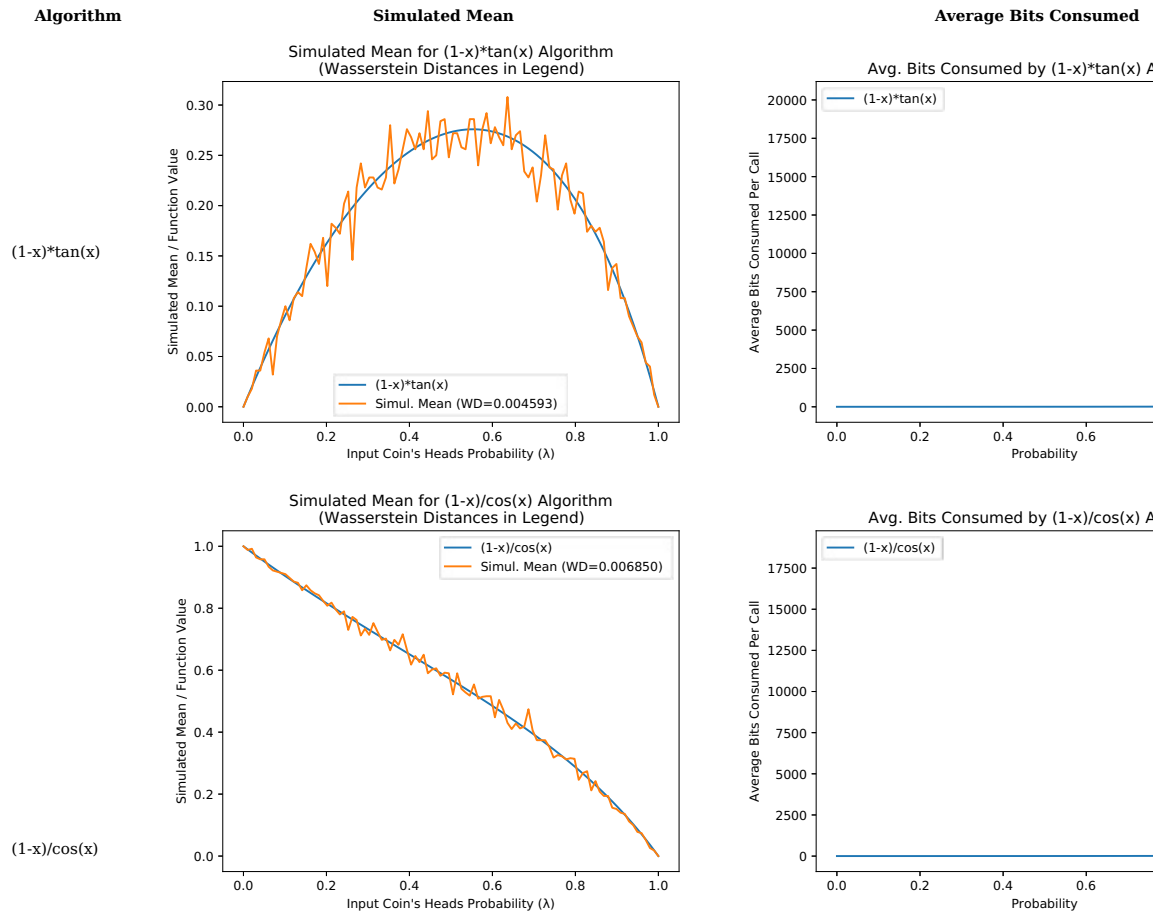 Algorithm
Simulated Mean
Average Bits Consumed
(1-x)*tan(x)
Simulated Mean for (1-x)*tan(x) Algorithm
(Wasserstein Distances in Legend)
Simulated Mean / Function Value
0.30
0.25
0.20
0.15
0.10
0.05
0.00
(1-x)*tan(x)
Simul. Mean (WD=0.004593)
0.0 0.2 0.4 0.6 0.8 1.0
Input Coin's Heads Probability (λ)
Avg. Bits Consumed by (1-x)*tan(x) A
(1-x)*tan(x)
Average Bits Consumed Per Call
20000
17500
15000
12500
10000
7500
5000
2500
0
0.0 0.2 0.4 0.6
Probability
(1-x)/cos(x)
Simulated Mean for (1-x)/cos(x) Algorithm
(Wasserstein Distances in Legend)
(1-x)/cos(x)
Simul. Mean (WD=0.006850)
Simulated Mean / Function Value
1.0
0.8
0.6
0.4
0.2
0.0
0.0 0.2 0.4 0.6 0.8 1.0
Input Coin's Heads Probability (λ)
Avg. Bits Consumed by (1-x)/cos(x) A
(1-x)/cos(x)
Average Bits Consumed Per Call
17500
15000
12500
10000
7500
5000
2500
0
0.0 0.2 0.4 0.6
Probability